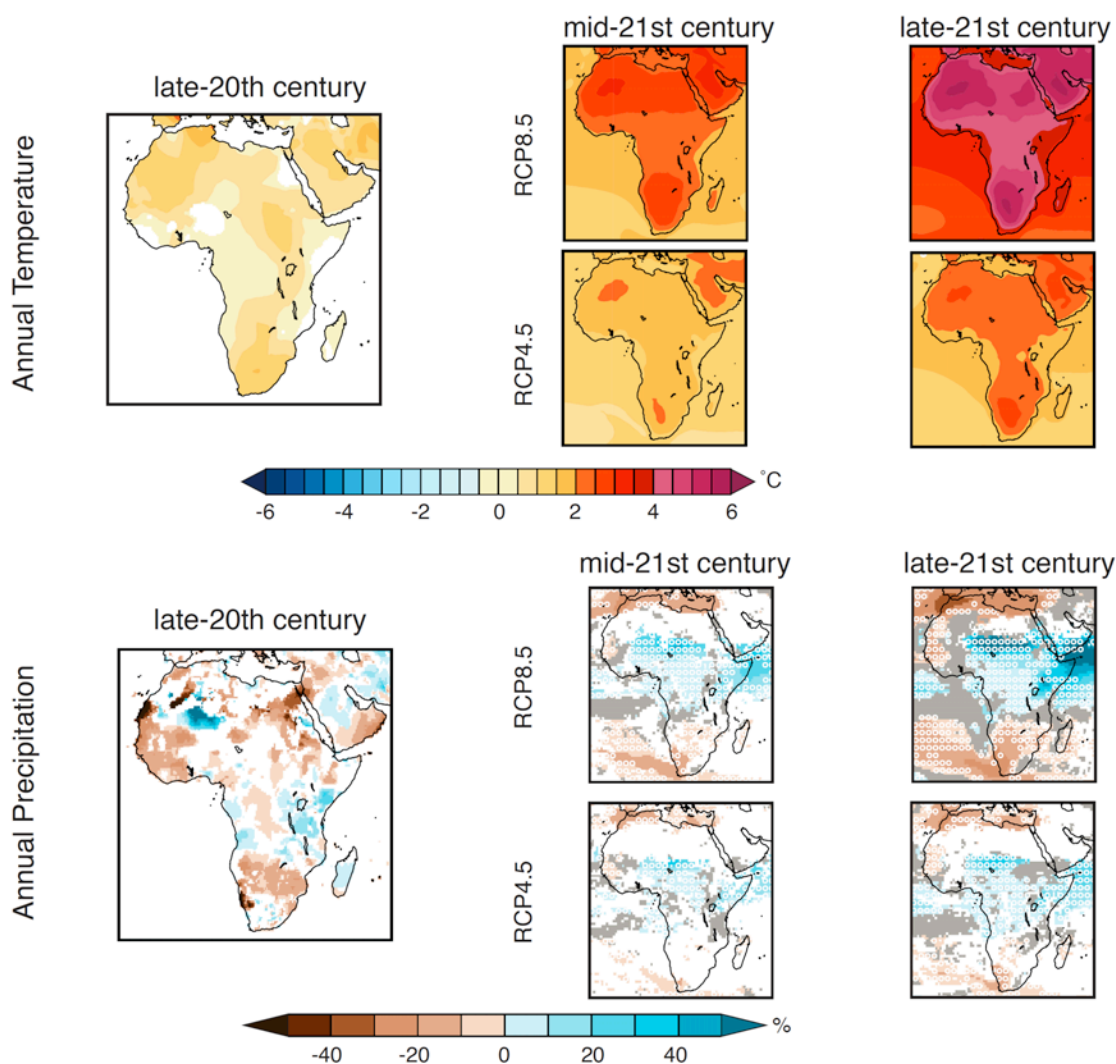 mid-21st century
late-21st century
late-20th century
Annual Temperature
RCP8.5
RCP4.5
-6
-4
-2
0
2
4
6
°C
mid-21st century
late-21st century
late-20th century
Annual Precipitation
RCP8.5
RCP4.5
-40
-20
0
20
40
%